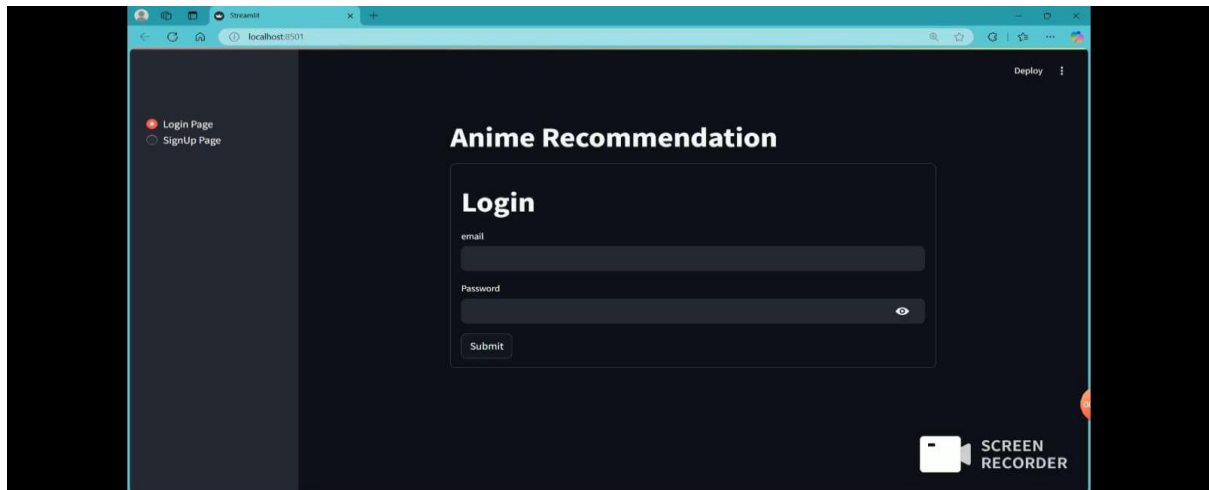 Streamlit
localhost:8501
Deploy
Login Page
SignUp Page
Anime Recommendation
Login
email
Password
Submit
SCREEN
RECORDER